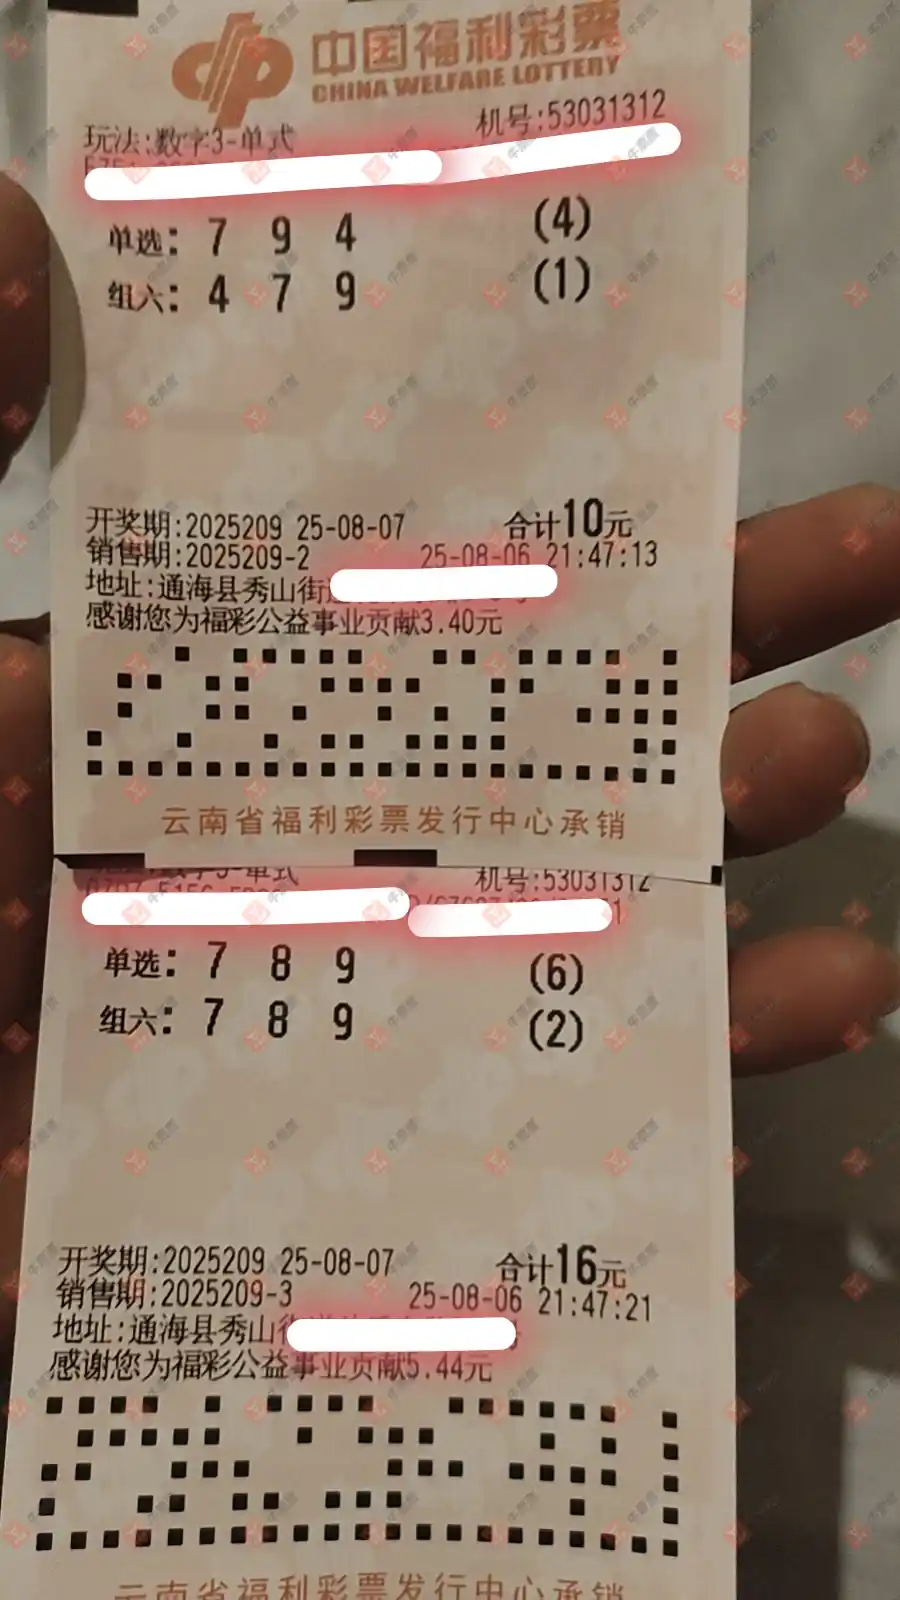 中国福利彩票
CHINA WELFARE LOTTERY
玩法:数字3-单式 机号:53031312
单选: 7 9 4 (4)
组六: 4 7 9 (1)
开奖期:2025209 25-08-07 合计10元
销售期:2025209-2 25-08-06 21:47:13
地址:通海县秀山街
感谢您为福彩公益事业贡献3.40元
云南省福利彩票发行中心承销
数字3-单式 机号:53031312
单选: 7 8 9 (6)
组六: 7 8 9 (2)
开奖期:2025209 25-08-07 合计16元
销售期:2025209-3 25-08-06 21:47:21
地址:通海县秀山
感谢您为福彩公益事业贡献5.44元
云南省福利彩票发行中心承销